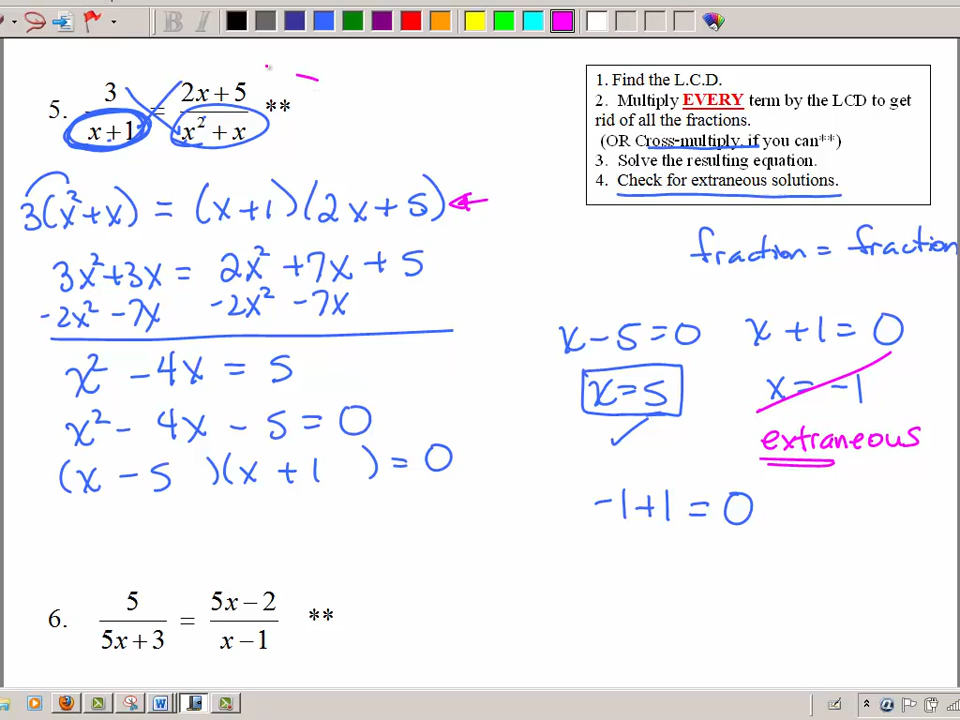 B I
5. 3/(x + 1) = (2x + 5)/(x² + x) **
1. Find the L.C.D.
2. Multiply EVERY term by the LCD to get
rid of all the fractions.
(OR Cross-multiply, if you can**)
3. Solve the resulting equation.
4. Check for extraneous solutions.
fraction = fraction
3(x²+x) = (x+1)(2x+5)
3x²+3x = 2x²+7x+5
-2x²-7x -2x²-7x
x²-4x = 5
x²-4x-5 = 0
(x-5)(x+1) = 0
x-5=0 x+1=0
x=5 x=-1
extraneous
-1+1=0
6. 5/(5x + 3) = (5x − 2)/(x − 1) **